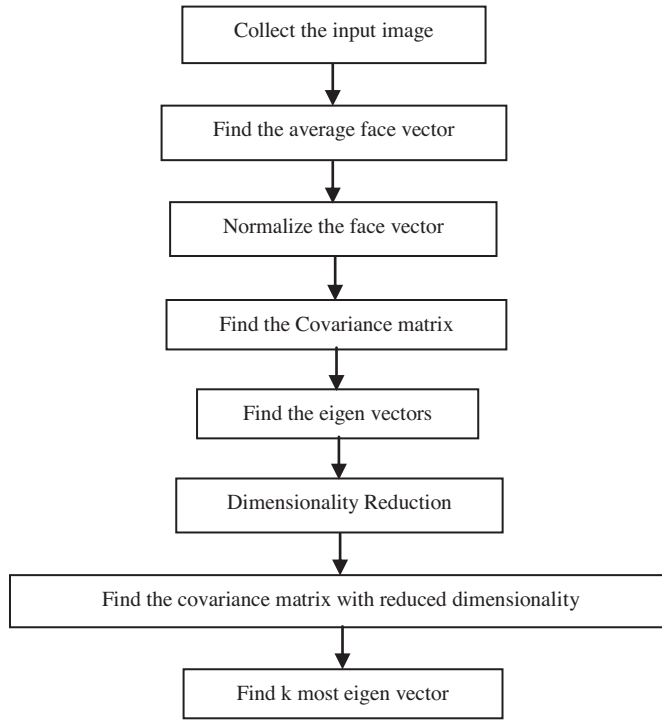 Collect the input image
Find the average face vector
Normalize the face vector
Find the Covariance matrix
Find the eigen vectors
Dimensionality Reduction
Find the covariance matrix with reduced dimensionality
Find k most eigen vector